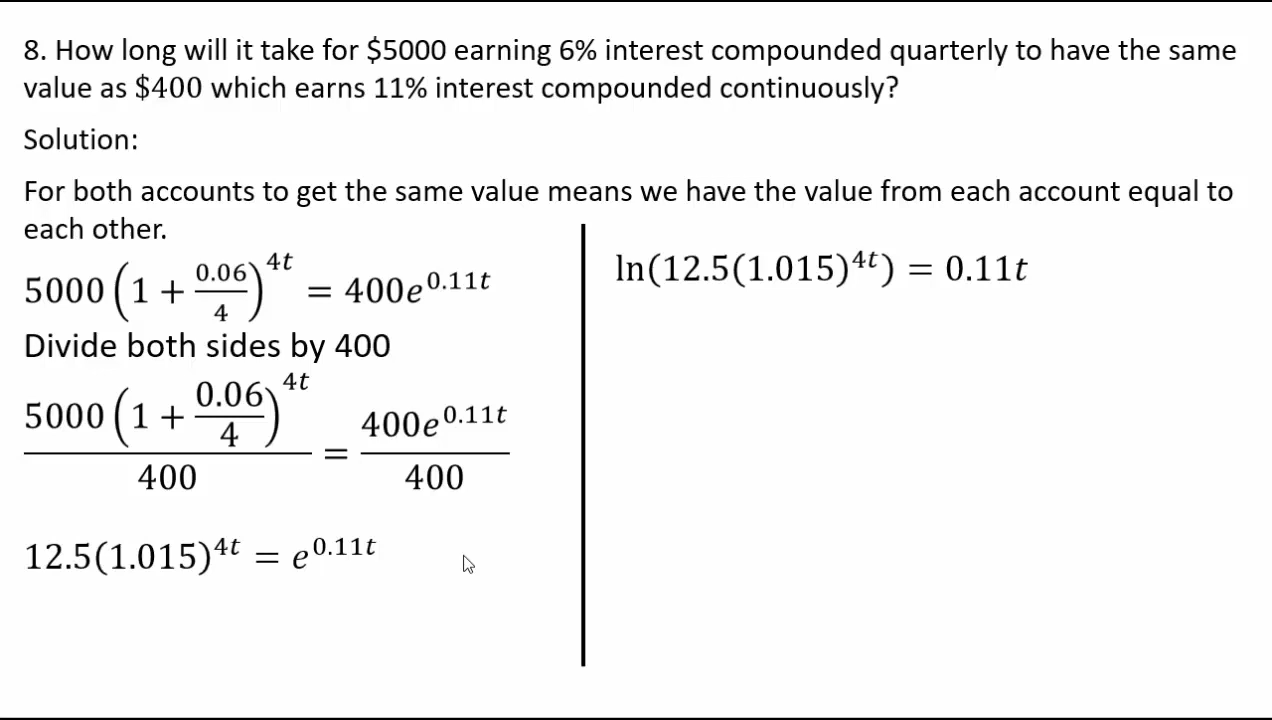 8. How long will it take for $5000 earning 6% interest compounded quarterly to have the same
value as $400 which earns 11% interest compounded continuously?
Solution:
For both accounts to get the same value means we have the value from each account equal to
each other.
5000(1 + 0.06/4)^{4t} = 400e^{0.11t}
Divide both sides by 400
5000(1 + 0.06/4)^{4t}/400 = 400e^{0.11t}/400
12.5(1.015)^{4t} = e^{0.11t}
ln(12.5(1.015)^{4t}) = 0.11t